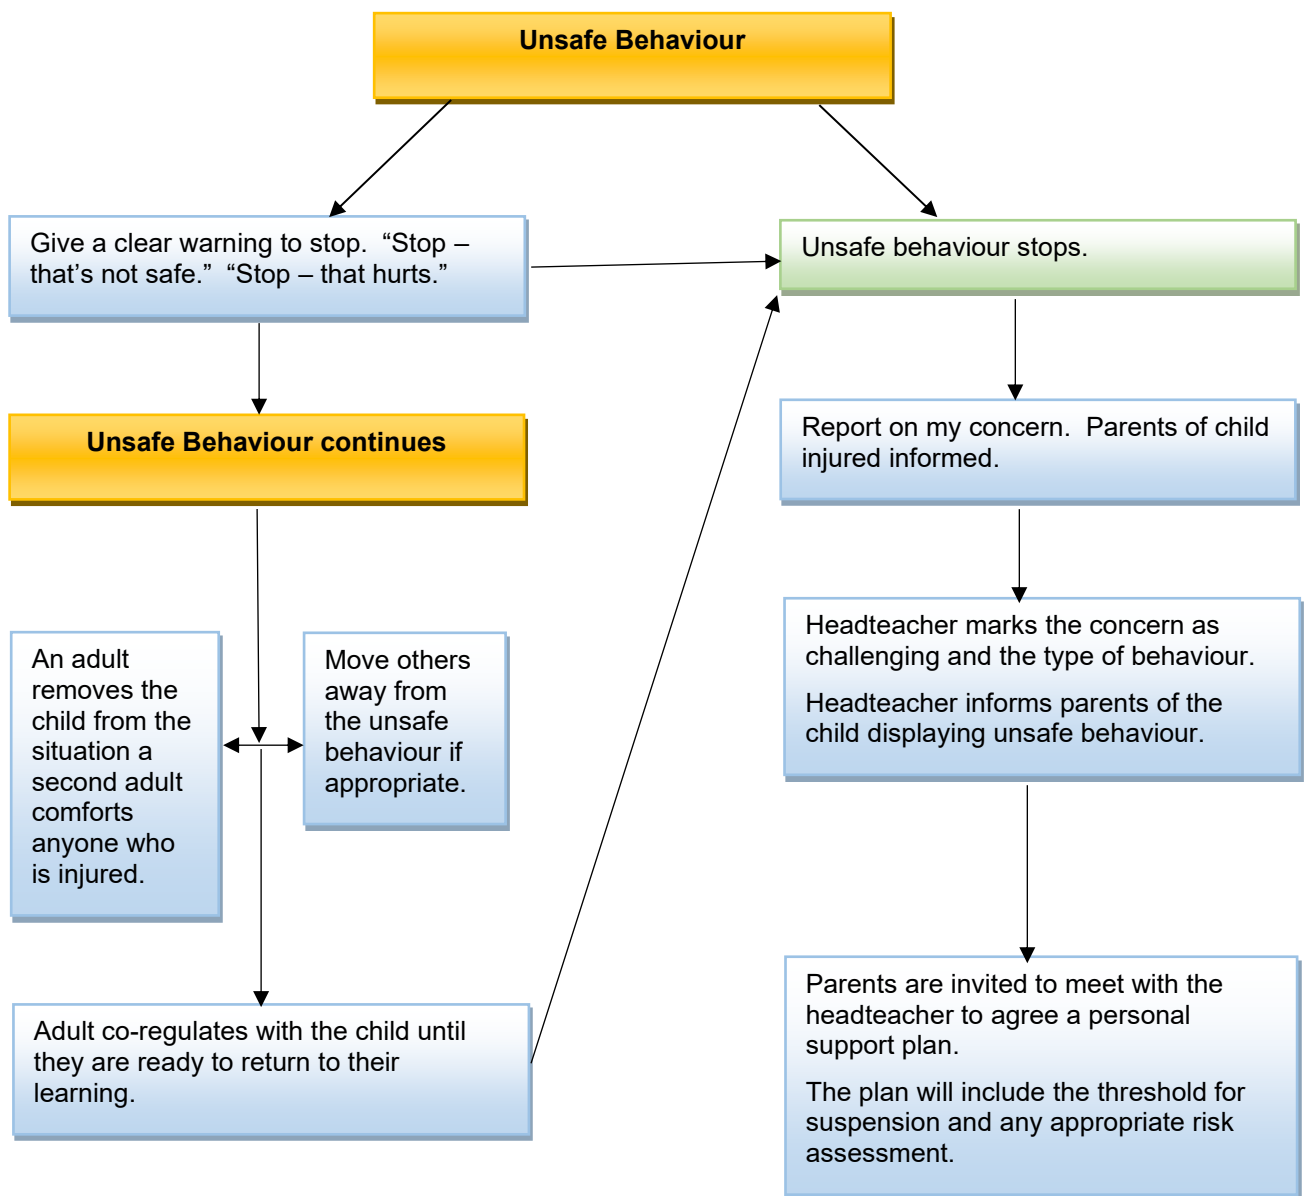 Unsafe Behaviour
Give a clear warning to stop.  “Stop –
that’s not safe.”  “Stop – that hurts.”
Unsafe Behaviour continues
An adult
removes the
child from the
situation a
second adult
comforts
anyone who
is injured.
Move others
away from
the unsafe
behaviour if
appropriate.
Adult co-regulates with the child until
they are ready to return to their
learning.
Unsafe behaviour stops.
Report on my concern.  Parents of child
injured informed.
Headteacher marks the concern as
challenging and the type of behaviour.
Headteacher informs parents of the
child displaying unsafe behaviour.
Parents are invited to meet with the
headteacher to agree a personal
support plan.
The plan will include the threshold for
suspension and any appropriate risk
assessment.